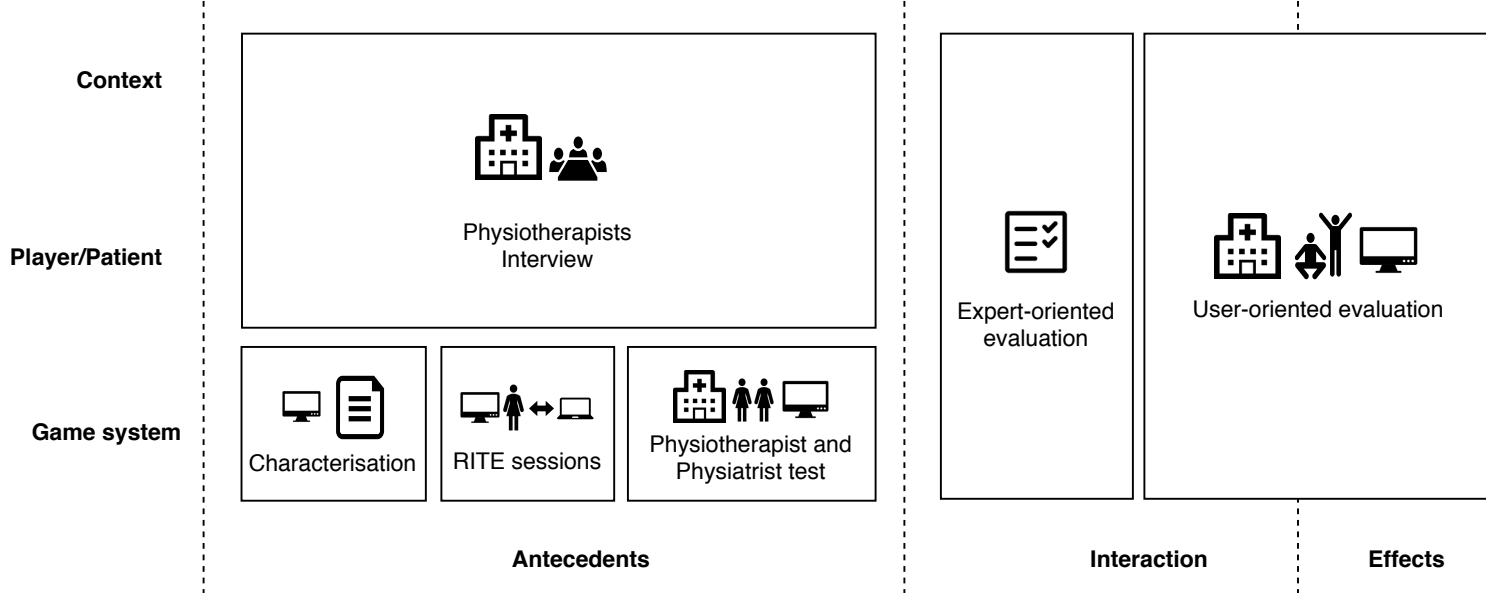 Context
Player/Patient
Game system
Physiotherapists
Interview
Characterisation
RITE sessions
Physiotherapist and
Physiatrist test
Expert-oriented
evaluation
User-oriented evaluation
Antecedents
Interaction
Effects